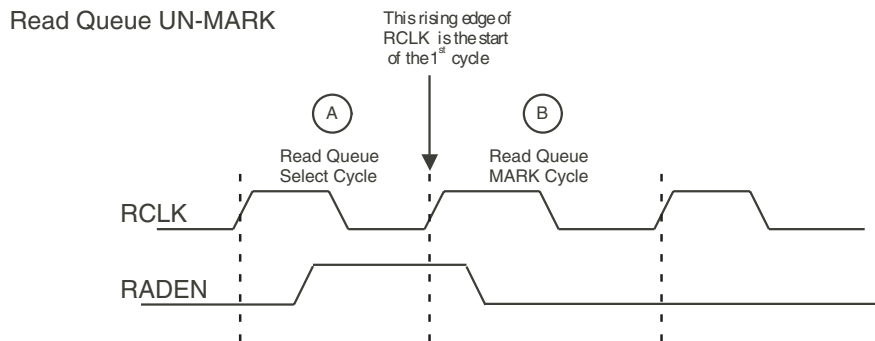 Read Queue UN-MARK
This rising edge of
RCLK is the start
of the 1st cycle
A
B
Read Queue
Select Cycle
Read Queue
MARK Cycle
RCLK
RADEN